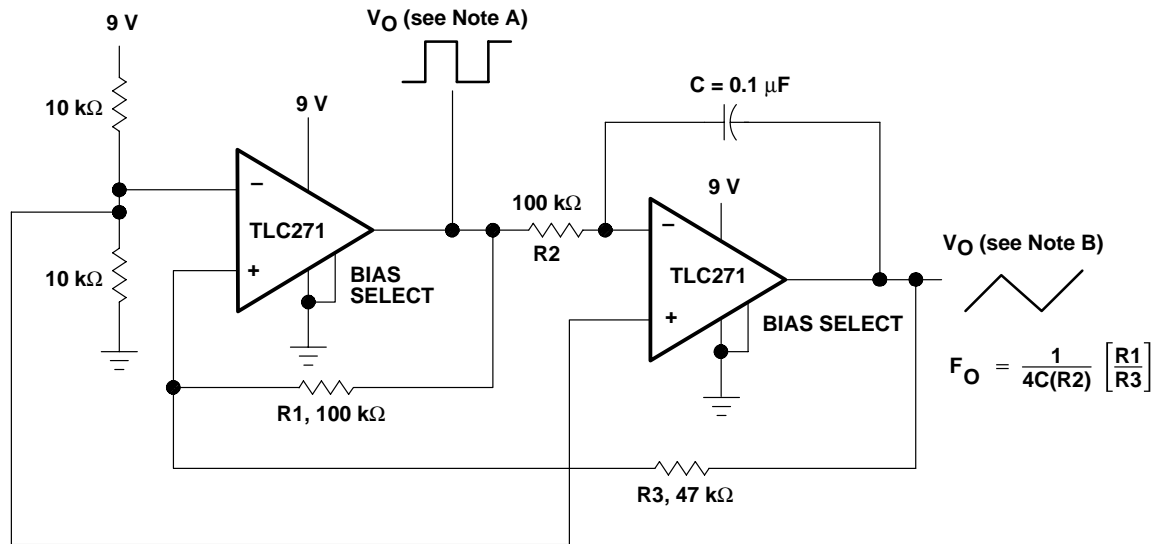 9 V
VO (see Note A)
10 kΩ
9 V
C = 0.1 μF
−
TLC271
+
10 kΩ
BIAS
SELECT
100 kΩ
R2
9 V
−
TLC271
+
BIAS SELECT
VO (see Note B)
FO = 1/4C(R2) [R1/R3]
R1, 100 kΩ
R3, 47 kΩ